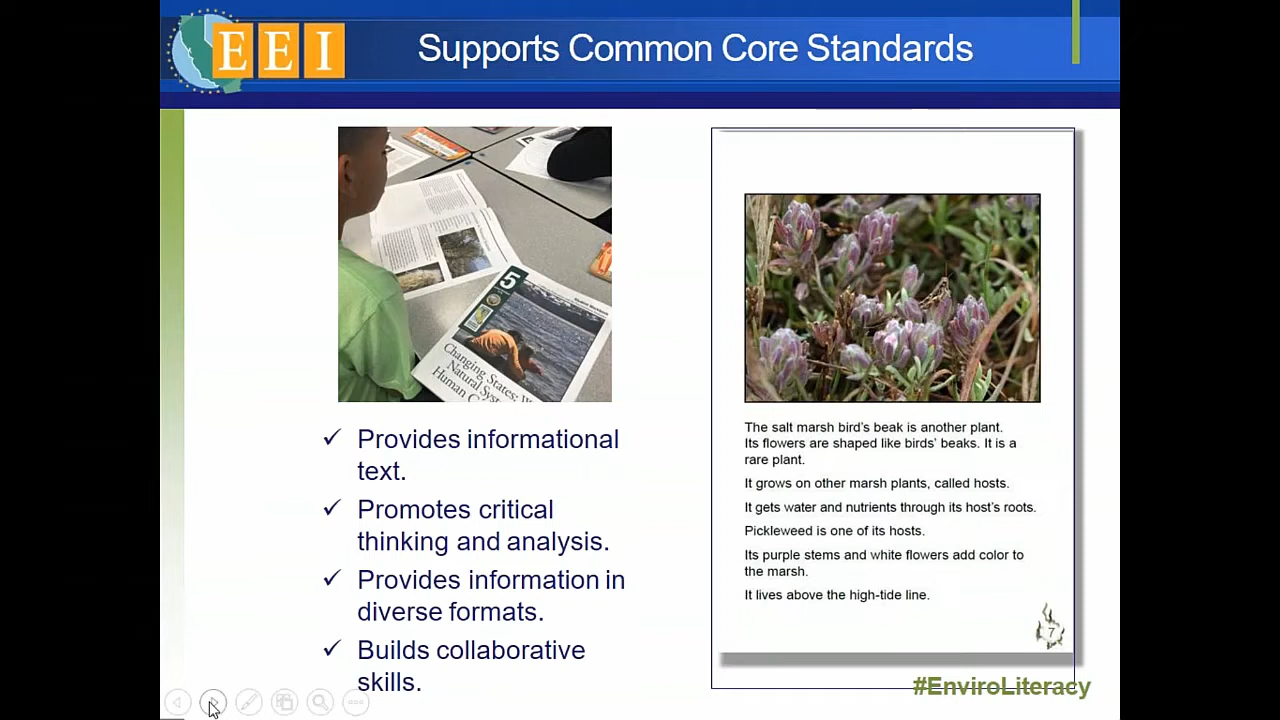 EEI
Supports Common Core Standards
5
Changing States:
Natural
Human
Provides informational
text.
Promotes critical
thinking and analysis.
Provides information in
diverse formats.
Builds collaborative
skills.
The salt marsh bird's beak is another plant.
Its flowers are shaped like birds' beaks. It is a
rare plant.
It grows on other marsh plants, called hosts.
It gets water and nutrients through its host's roots.
Pickleweed is one of its hosts.
Its purple stems and white flowers add color to
the marsh.
It lives above the high-tide line.
7
#EnviroLiteracy